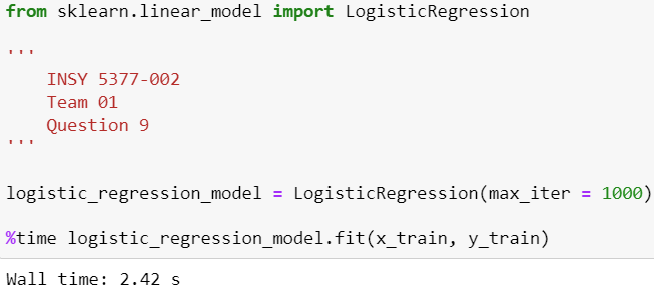 from sklearn.linear_model import LogisticRegression
'''
    INSY 5377-002
    Team 01
    Question 9
'''
logistic_regression_model = LogisticRegression(max_iter = 1000)
%time logistic_regression_model.fit(x_train, y_train)
Wall time: 2.42 s